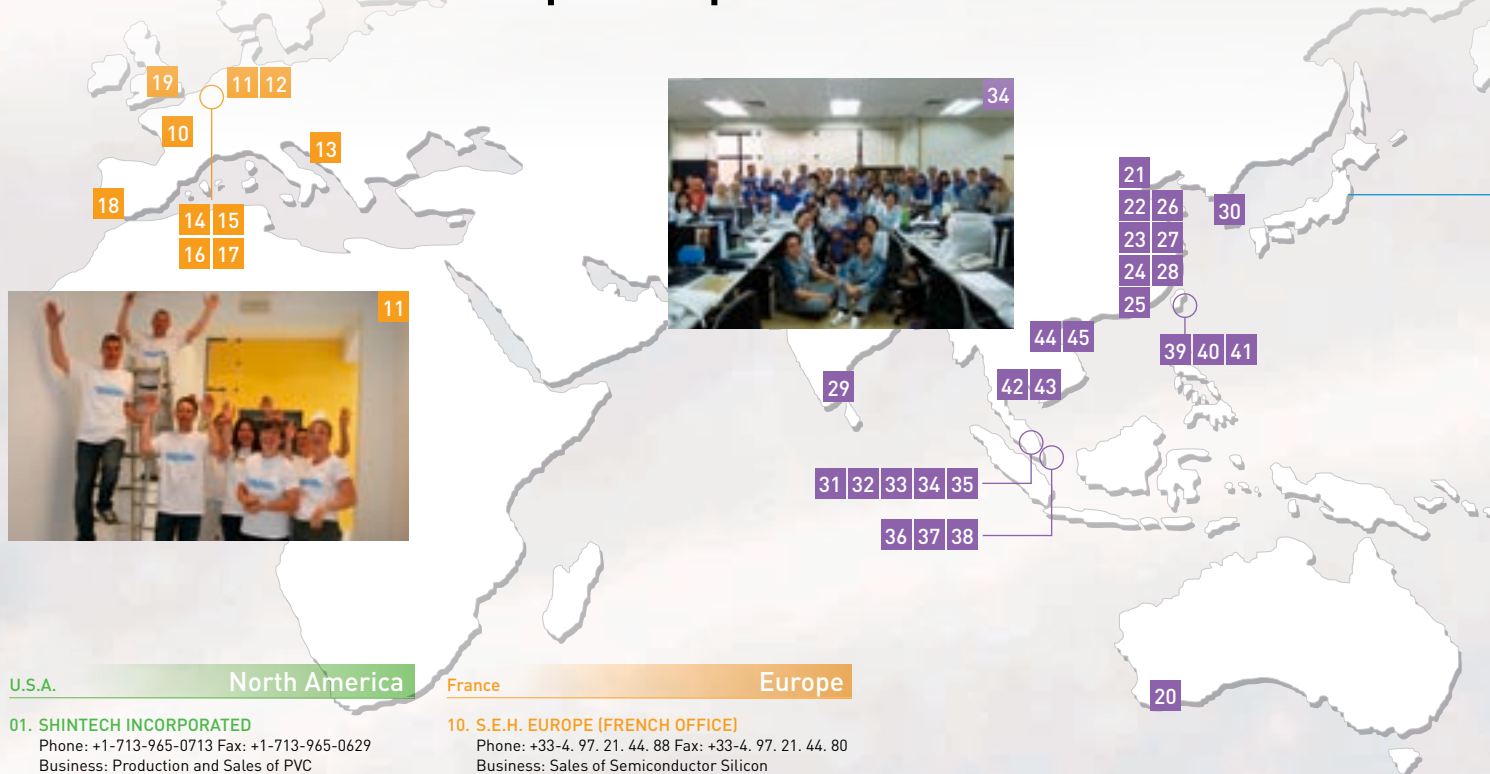 19
11 12
10
13
18
14 15
16 17
11
34
21
22 26
23 27
24 28
25
30
39 40 41
44 45
42 43
29
31 32 33 34 35
36 37 38
20
U.S.A. North America
01. SHINTECH INCORPORATED
Phone: +1-713-965-0713 Fax: +1-713-965-0629
Business: Production and Sales of PVC
France Europe
10. S.E.H. EUROPE (FRENCH OFFICE)
Phone: +33-4. 97. 21. 44. 88 Fax: +33-4. 97. 21. 44. 80
Business: Sales of Semiconductor Silicon